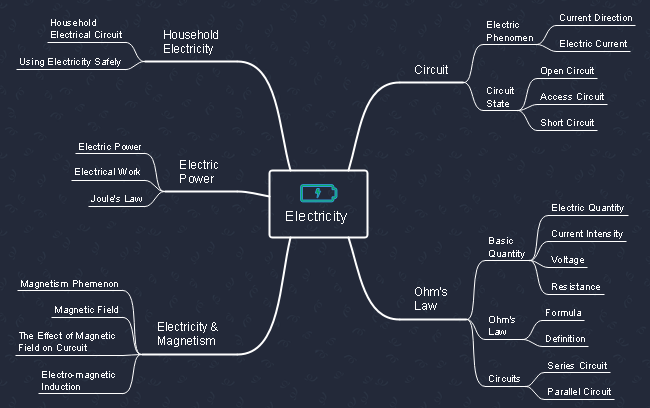 Household
Electrical Circuit
Using Electricity Safely
Household
Electricity
Electric Power
Electrical Work
Joule's Law
Electric
Power
Magnetism Phemenon
Magnetic Field
The Effect of Magnetic
Field on Curcuit
Electro-magnetic
Induction
Electricity &
Magnetism
Electricity
Circuit
Electric
Phenomen
Current Direction
Electric Current
Circuit
State
Open Circuit
Access Circuit
Short Circuit
Ohm's
Law
Basic
Quantity
Electric Quantity
Current Intensity
Voltage
Resistance
Ohm's
Law
Formula
Definition
Circuits
Series Circuit
Parallel Circuit